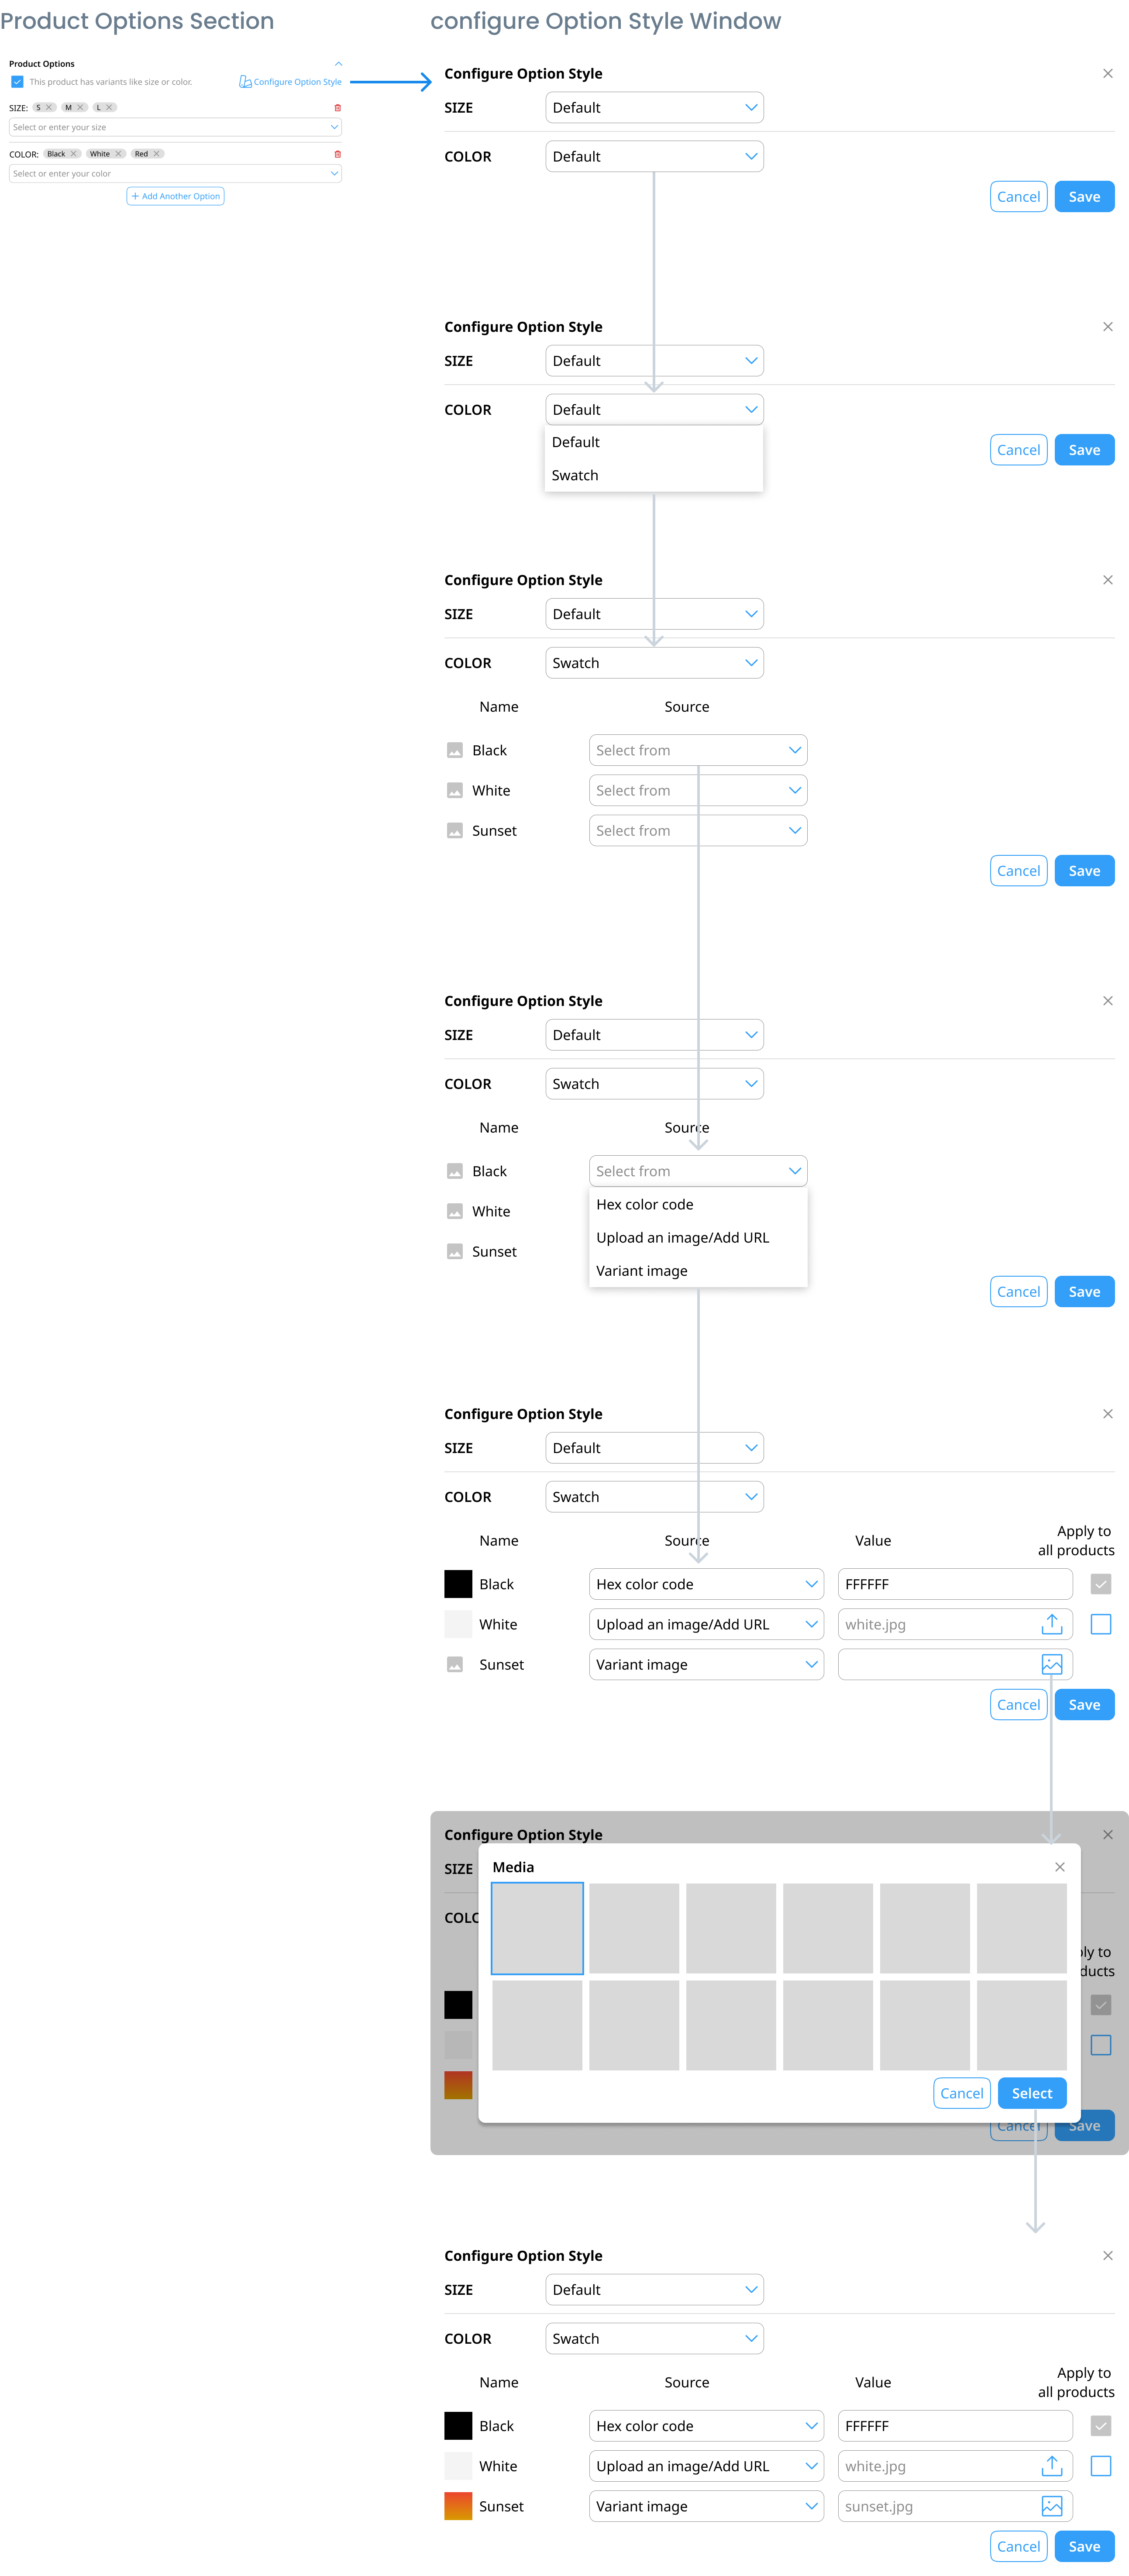 Product Options Section
configure Option Style Window
Product Options
This product has variants like size or color.
Configure Option Style
SIZE: S M L
Select or enter your size
COLOR: Black White Red
Select or enter your color
+ Add Another Option
Configure Option Style
SIZE Default
COLOR Default
Cancel Save
Configure Option Style
SIZE Default
COLOR Default
Default
Swatch
Cancel Save
Configure Option Style
SIZE Default
COLOR Swatch
Name Source
Black Select from
White Select from
Sunset Select from
Cancel Save
Configure Option Style
SIZE Default
COLOR Swatch
Name Source
Black Select from
White
Sunset
Hex color code
Upload an image/Add URL
Variant image
Cancel Save
Configure Option Style
SIZE Default
COLOR Swatch
Name Source Value Apply to
all products
Black Hex color code FFFFFF
White Upload an image/Add URL white.jpg
Sunset Variant image
Cancel Save
Configure Option Style
SIZE
COLC
Media
ply to
ducts
Cancel Select
Cancel Save
Configure Option Style
SIZE Default
COLOR Swatch
Name Source Value Apply to
all products
Black Hex color code FFFFFF
White Upload an image/Add URL white.jpg
Sunset Variant image sunset.jpg
Cancel Save